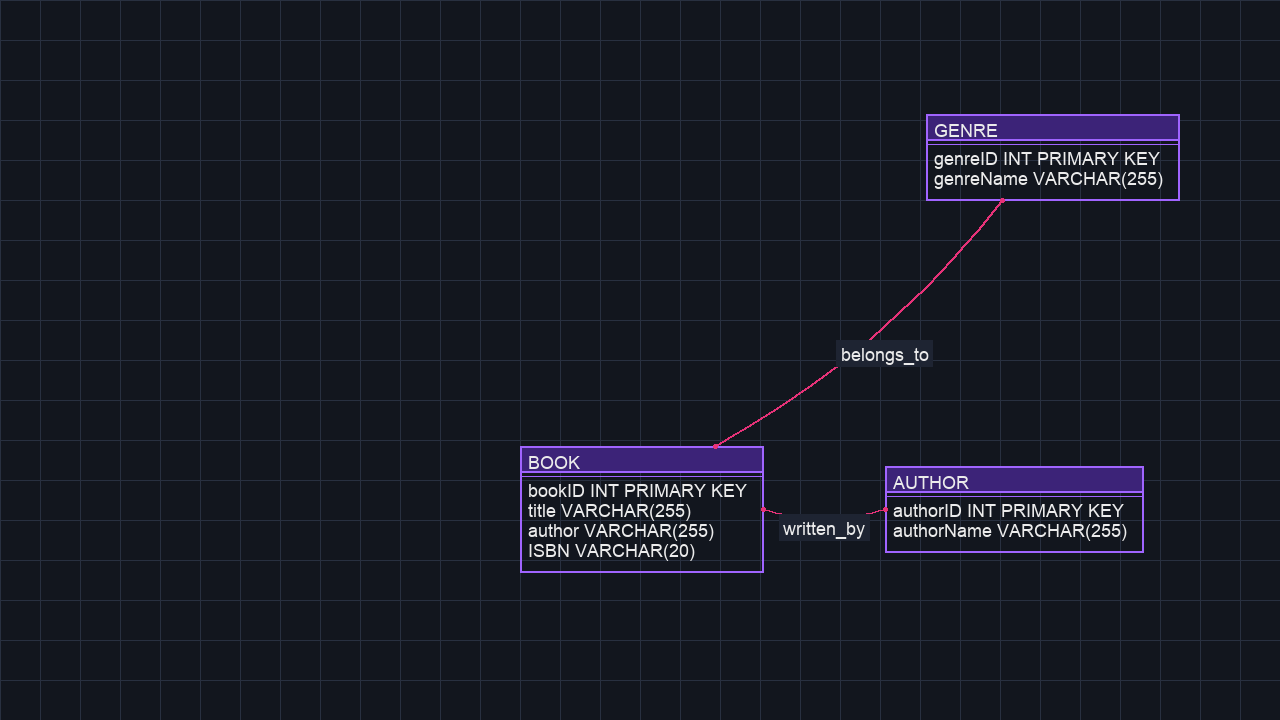 GENRE
genreID INT PRIMARY KEY
genreName VARCHAR(255)
belongs_to
BOOK
bookID INT PRIMARY KEY
title VARCHAR(255)
author VARCHAR(255)
ISBN VARCHAR(20)
written_by
AUTHOR
authorID INT PRIMARY KEY
authorName VARCHAR(255)